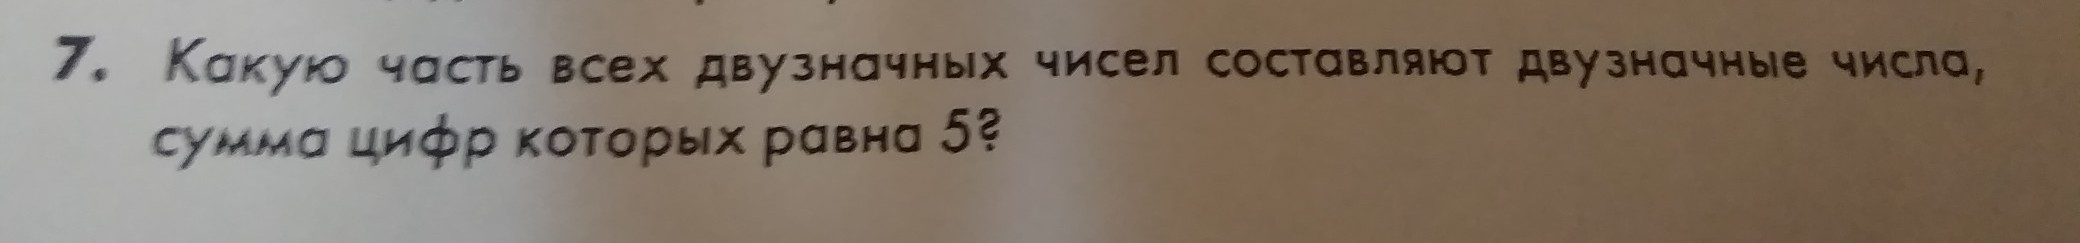 7. Какую часть всех двузначных чисел составляют двузначные числа,
сумма цифр которых равна 5?